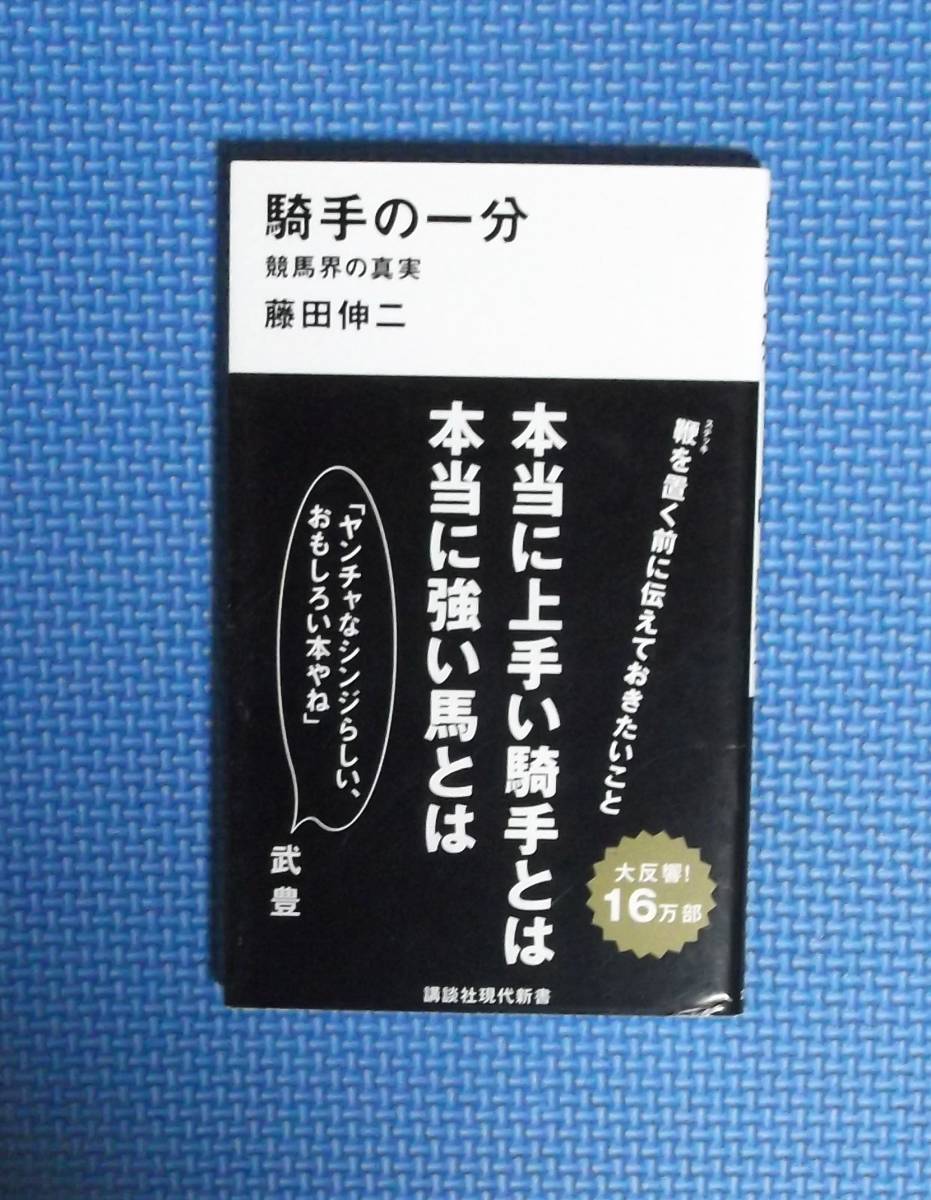 騎手の一分
競馬界の真実
藤田伸二
鞭を置く前に伝えておきたいこと
ステッキ
本当に上手い騎手とは
本当に強い馬とは
「ヤンチャなシンジらしい、
おもしろい本やね」
武豊
大反響!
16万部
講談社現代新書